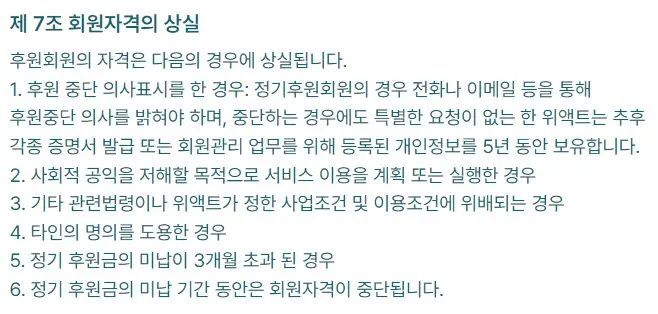 제 7조 회원자격의 상실
후원회원의 자격은 다음의 경우에 상실됩니다.
1. 후원 중단 의사표시를 한 경우: 정기후원회원의 경우 전화나 이메일 등을 통해
후원중단 의사를 밝혀야 하며, 중단하는 경우에도 특별한 요청이 없는 한 위액트는 추후
각종 증명서 발급 또는 회원관리 업무를 위해 등록된 개인정보를 5년 동안 보유합니다.
2. 사회적 공익을 저해할 목적으로 서비스 이용을 계획 또는 실행한 경우
3. 기타 관련법령이나 위액트가 정한 사업조건 및 이용조건에 위배되는 경우
4. 타인의 명의를 도용한 경우
5. 정기 후원금의 미납이 3개월 초과 된 경우
6. 정기 후원금의 미납 기간 동안은 회원자격이 중단됩니다.